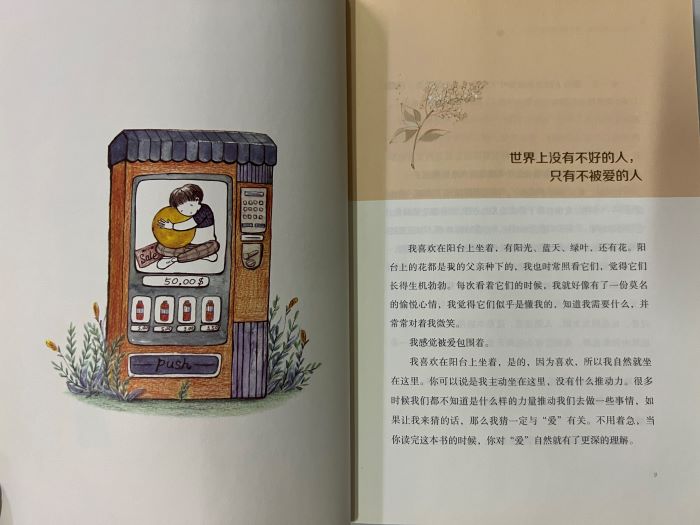 Sale
50,00$
push
世界上没有不好的人，
只有不被爱的人
我喜欢在阳台上坐着，有阳光、蓝天、绿叶，还有花。阳
台上的花都是我的父亲种下的，我也时常照看它们，觉得它们
长得生机勃勃。每次看着它们的时候，我就好像有了一份莫名
的愉悦心情，我觉得它们似乎是懂我的，知道我需要什么，并
常常对着我微笑。
我感觉被爱包围着。
我喜欢在阳台上坐着，是的，因为喜欢，所以我自然就坐
在这里。你可以说是我主动坐在这里，没有什么推动力。很多
时候我们都不知道是什么样的力量推动我们去做一些事情，如
果让我来猜的话，那么我猜一定与“爱”有关。不用着急，当
你读完这本书的时候，你对“爱”自然就有了更深的理解。
9